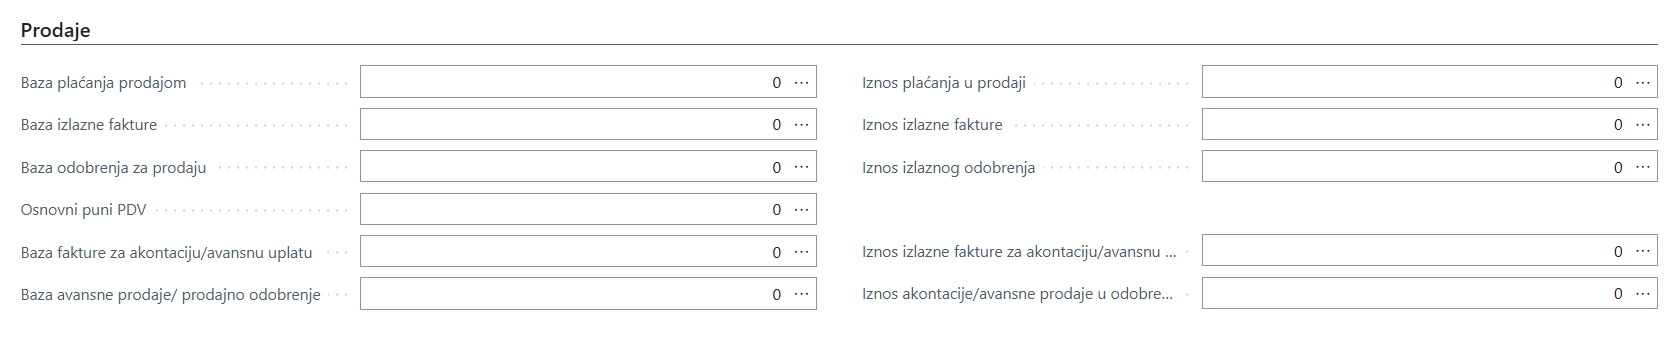 Prodaje
Baza plaćanja prodajom 0 ...
Iznos plaćanja u prodaji 0 ...
Baza izlazne fakture 0 ...
Iznos izlazne fakture 0 ...
Baza odobrenja za prodaju 0 ...
Iznos izlaznog odobrenja 0 ...
Osnovni puni PDV 0 ...
Baza fakture za akontaciju/avansnu uplatu 0 ...
Iznos izlazne fakture za akontaciju/avansnu ... 0 ...
Baza avansne prodaje/ prodajno odobrenje 0 ...
Iznos akontacije/avansne prodaje u odobre... 0 ...